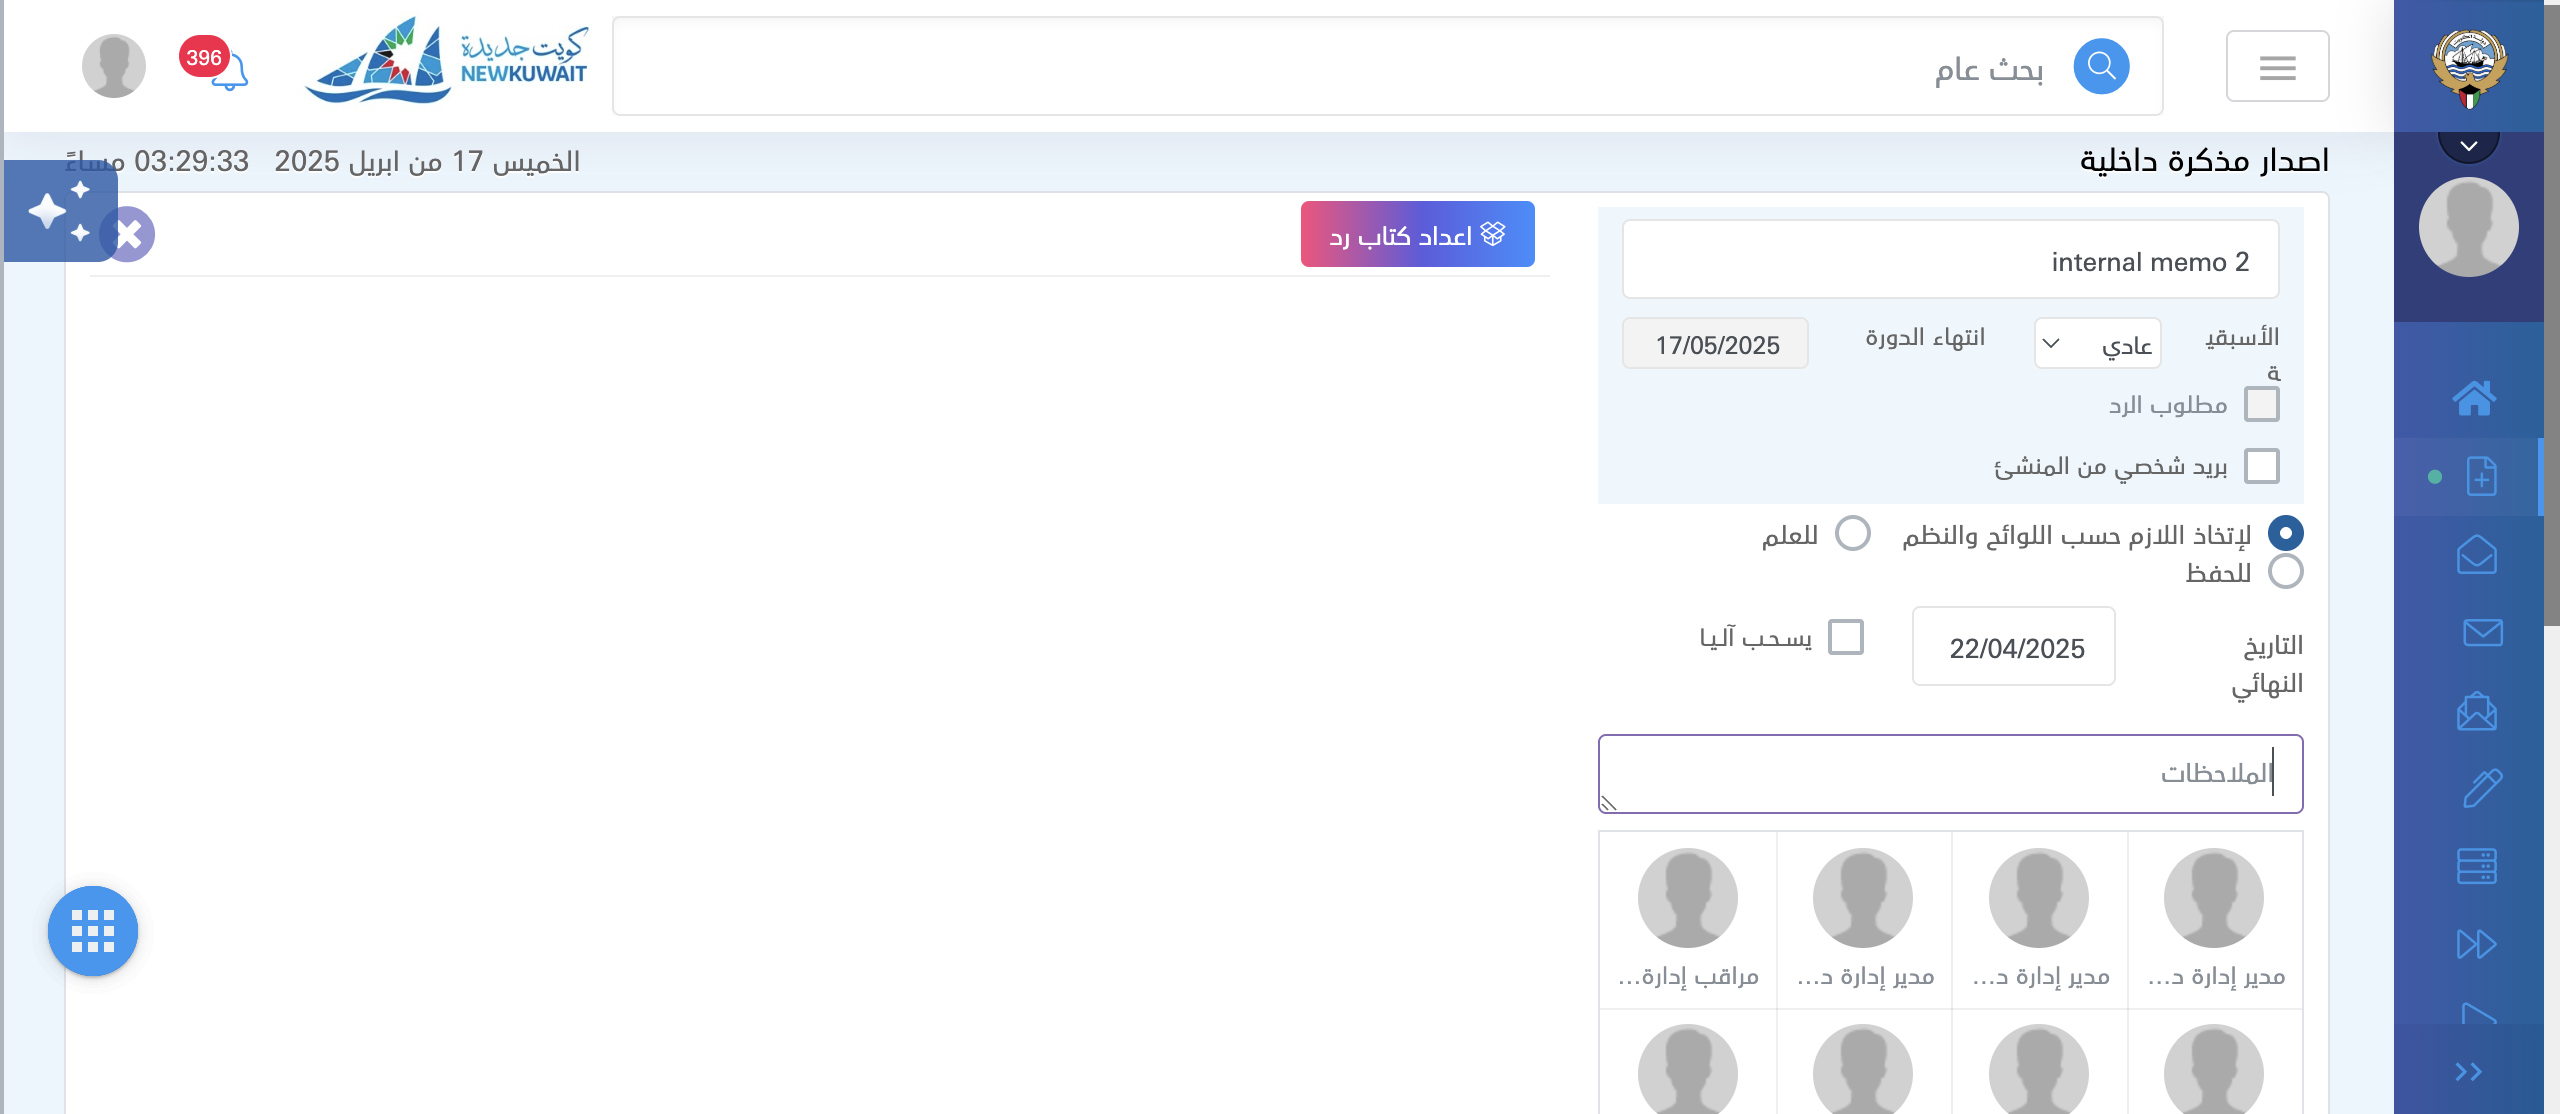 بحث عام
كويت جديدة
NEWKUWAIT
396
اصدار مذكرة داخلية
الخميس 17 من ابريل 2025 03:29:33 مساءً
اعداد كتاب رد
internal memo 2
الأسبقية
عادي
انتهاء الدورة
17/05/2025
مطلوب الرد
بريد شخصي من المنشئ
لإتخاذ اللازم حسب اللوائح والنظم
للعلم
للحفظ
التاريخ
النهائي
22/04/2025
يسحب آليا
الملاحظات
مدير إدارة د...
مدير إدارة د...
مدير إدارة د...
مراقب إدارة...